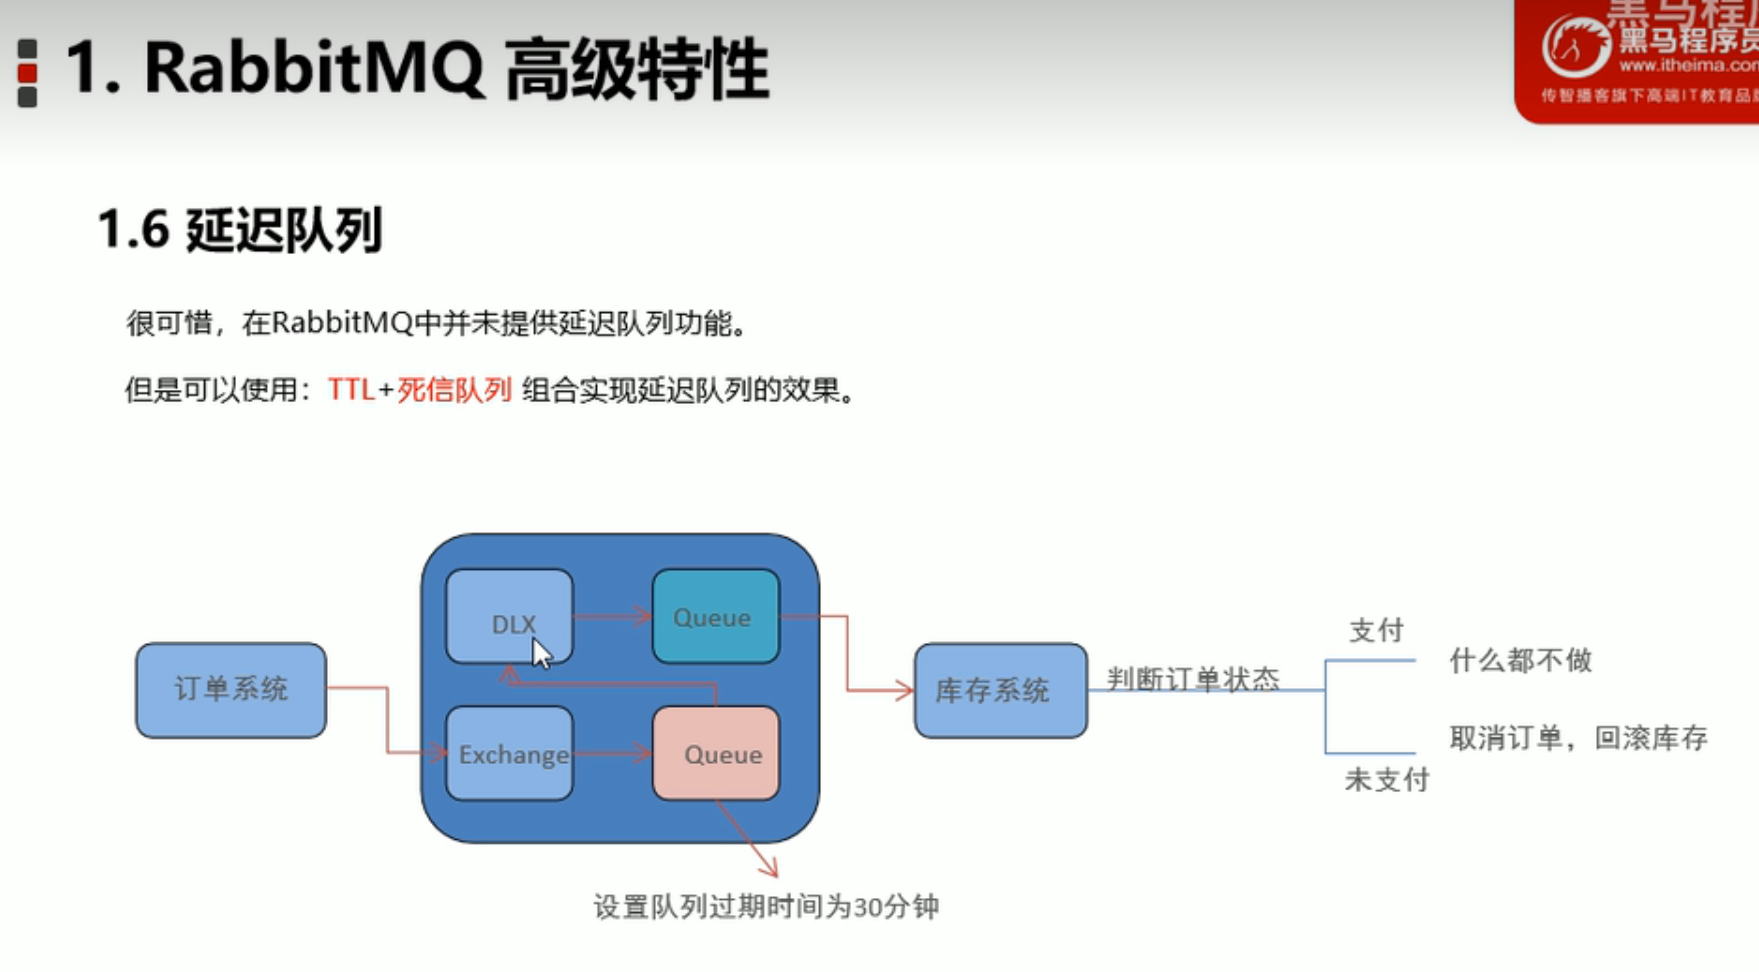 1. RabbitMQ 高级特性
黑马程序员
www.itheima.com
传智播客旗下高端IT教育品牌
1.6 延迟队列
很可惜，在RabbitMQ中并未提供延迟队列功能。
但是可以使用：TTL+死信队列 组合实现延迟队列的效果。
DLX
Queue
订单系统
Exchange
Queue
库存系统
判断订单状态
支付
什么都不做
取消订单，回滚库存
未支付
设置队列过期时间为30分钟